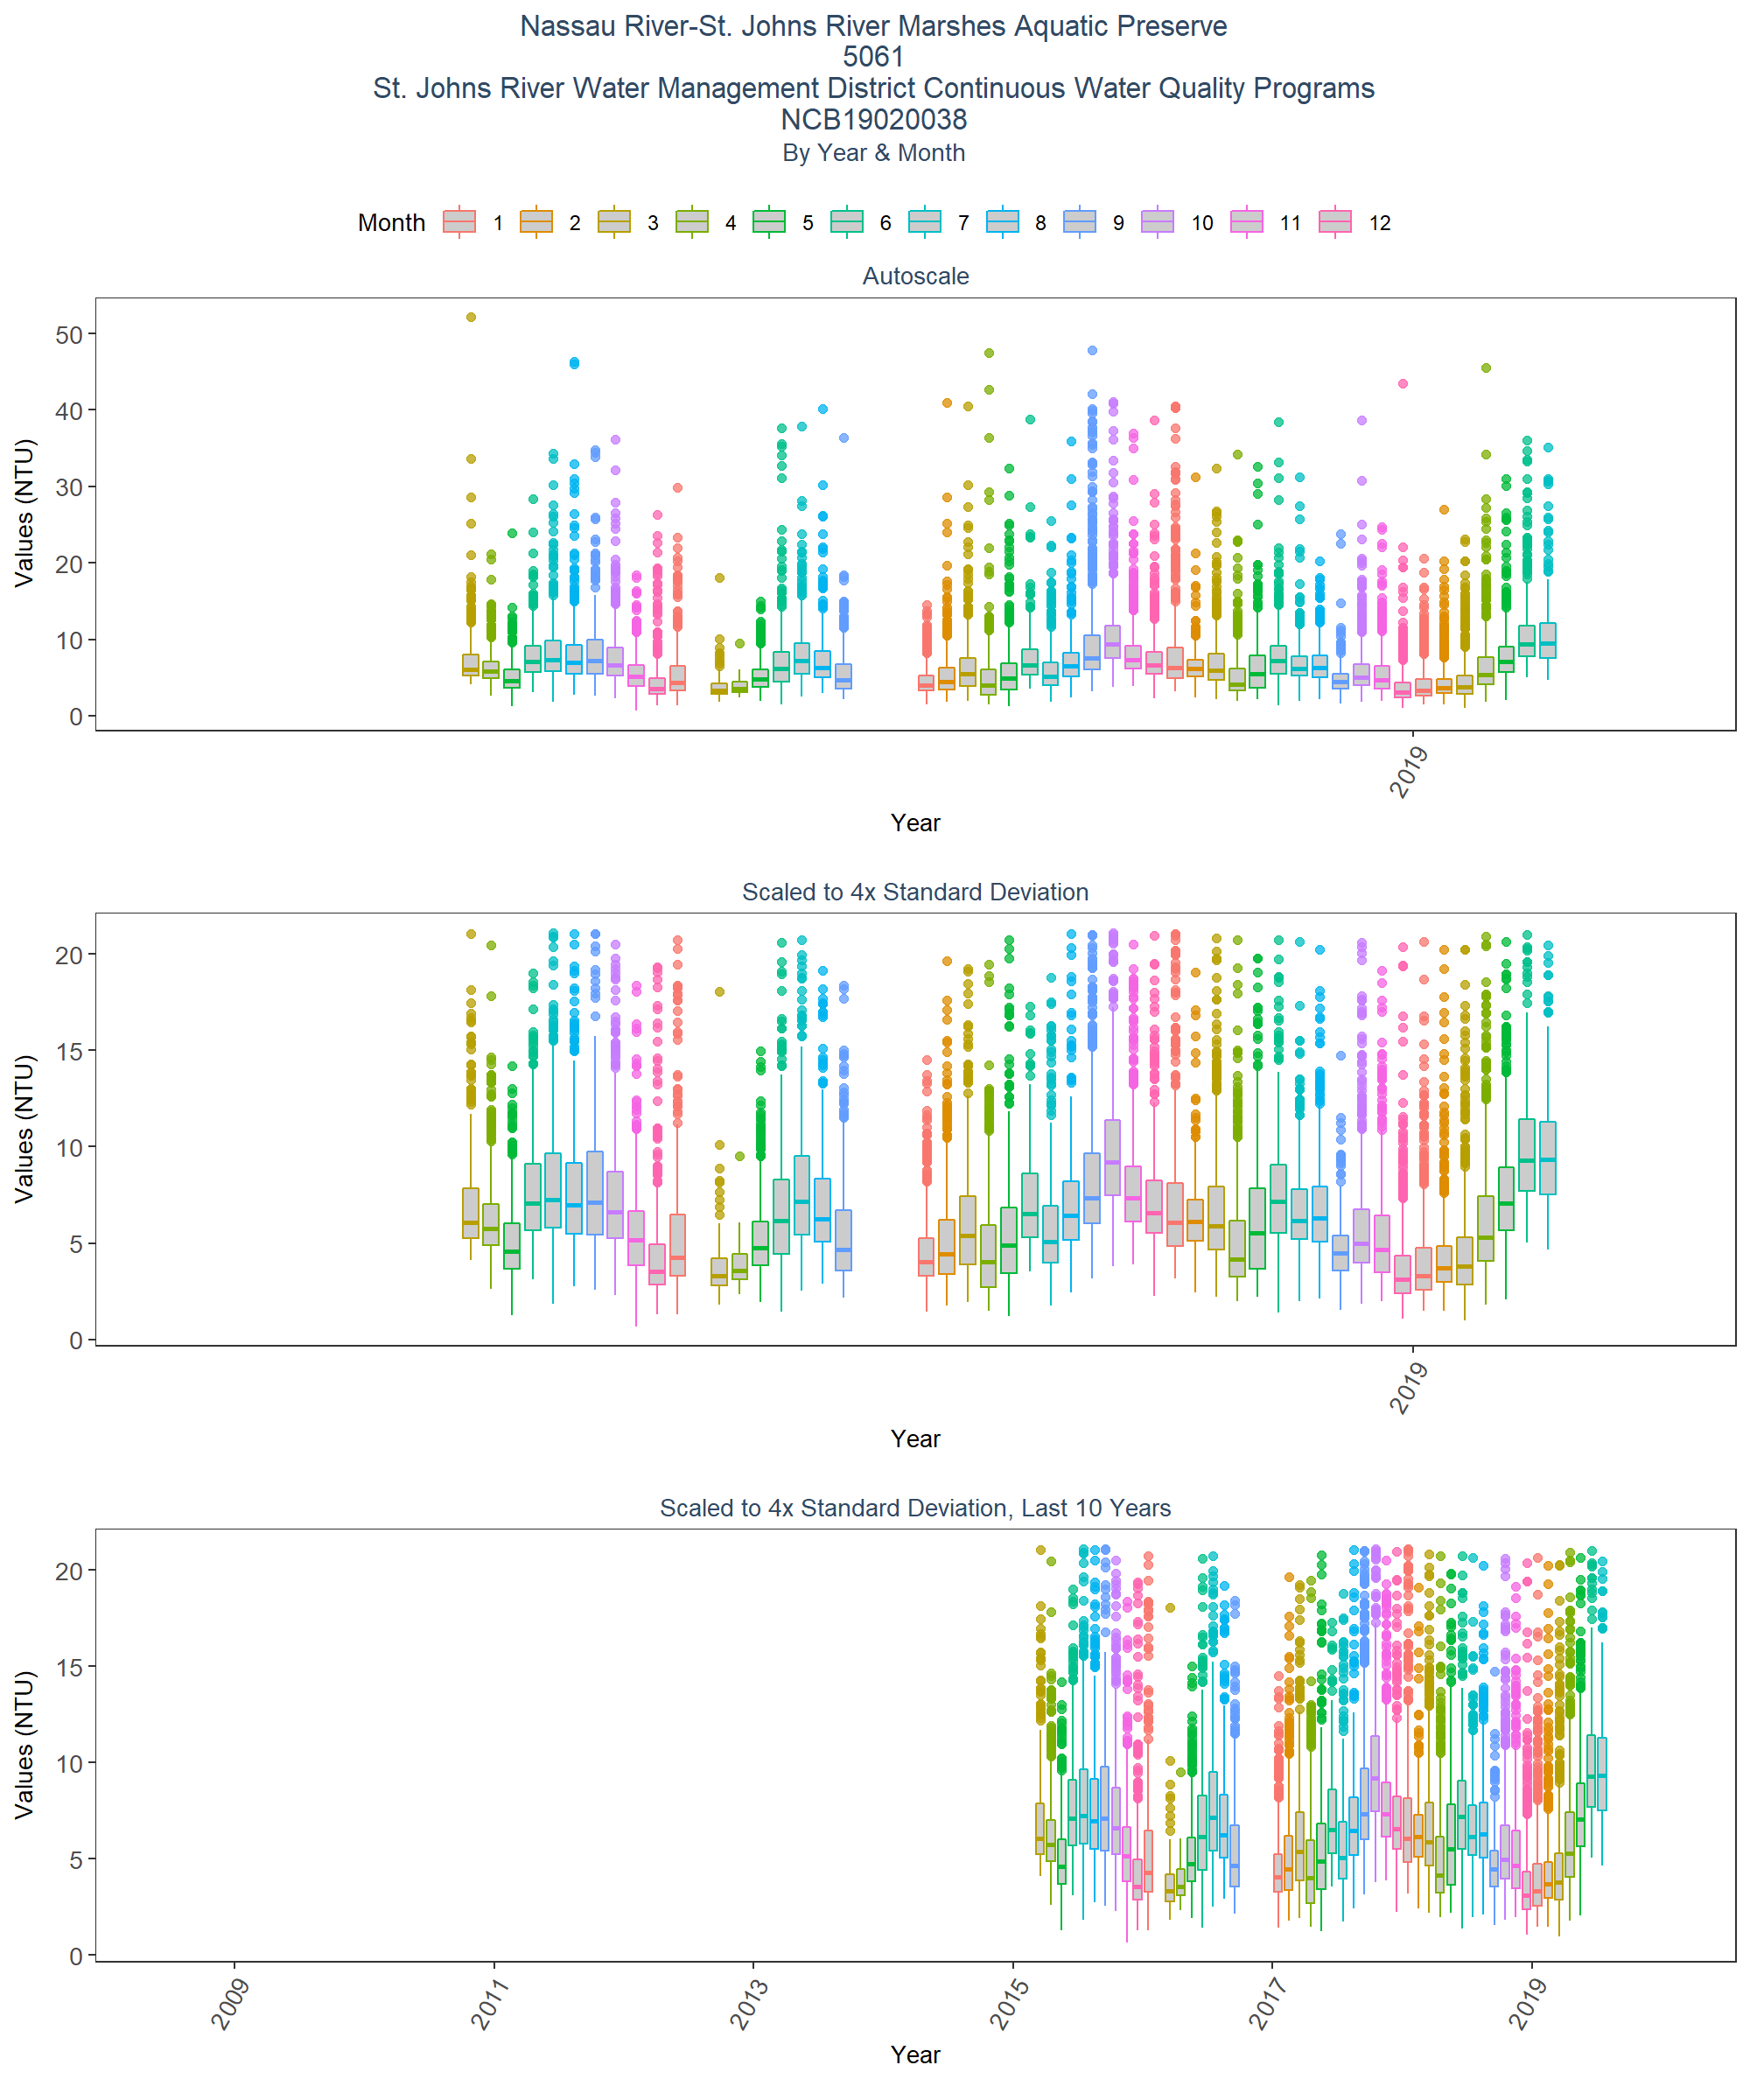 Nassau River-St. Johns River Marshes Aquatic Preserve
5061
St. Johns River Water Management District Continuous Water Quality Programs
NCB19020038
By Year & Month
Month 1 2 3 4 5 6 7 8 9 10 11 12
Autoscale
Values (NTU)
50
40
30
20
10
0
2019
Year
Scaled to 4x Standard Deviation
Values (NTU)
20
15
10
5
0
2019
Year
Scaled to 4x Standard Deviation, Last 10 Years
Values (NTU)
20
15
10
5
0
2009 2011 2013 2015 2017 2019
Year